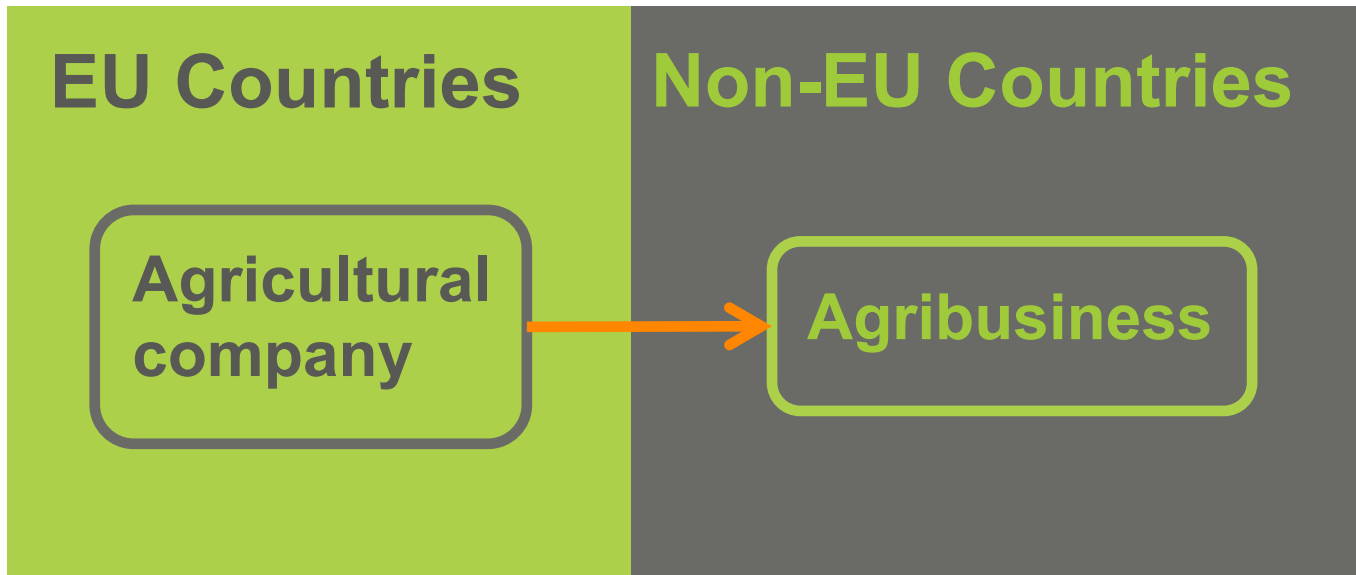 EU Countries
Non-EU Countries
Agricultural
company
Agribusiness